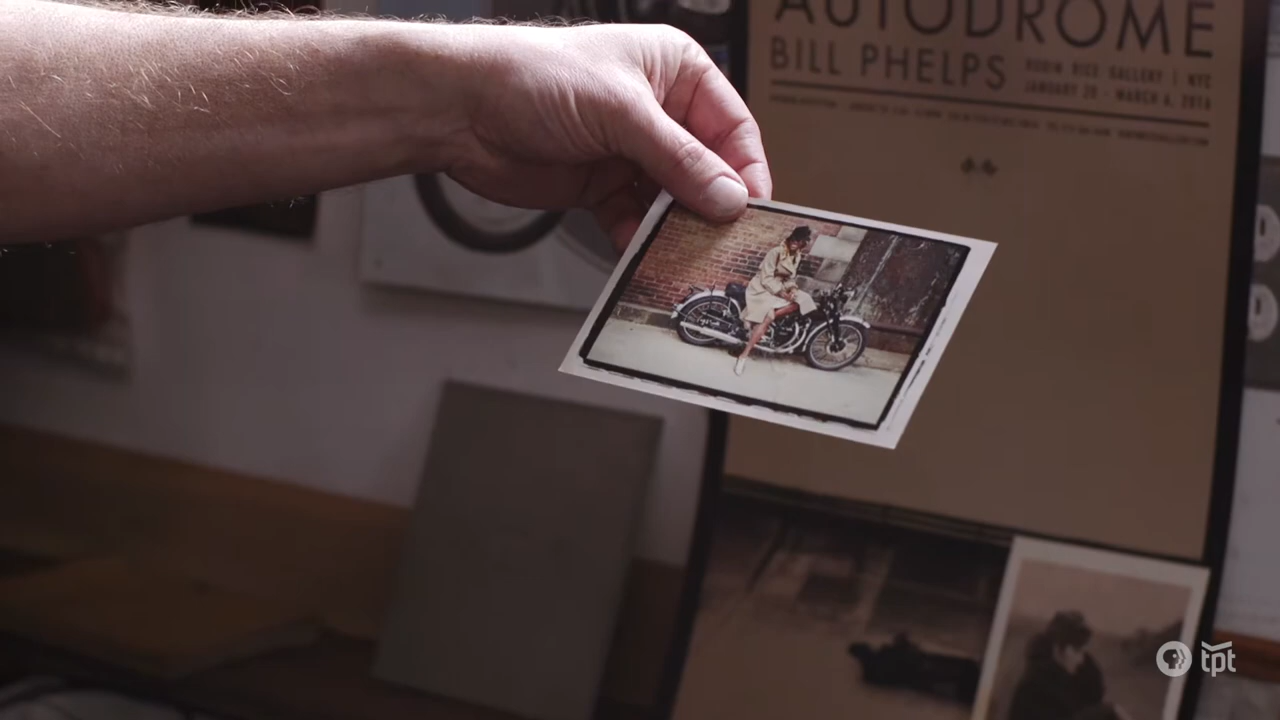 AUTODROME
BILL PHELPS
ROBIN RICE GALLERY | NYC
JANUARY 20 - MARCH 6, 2016
tpt